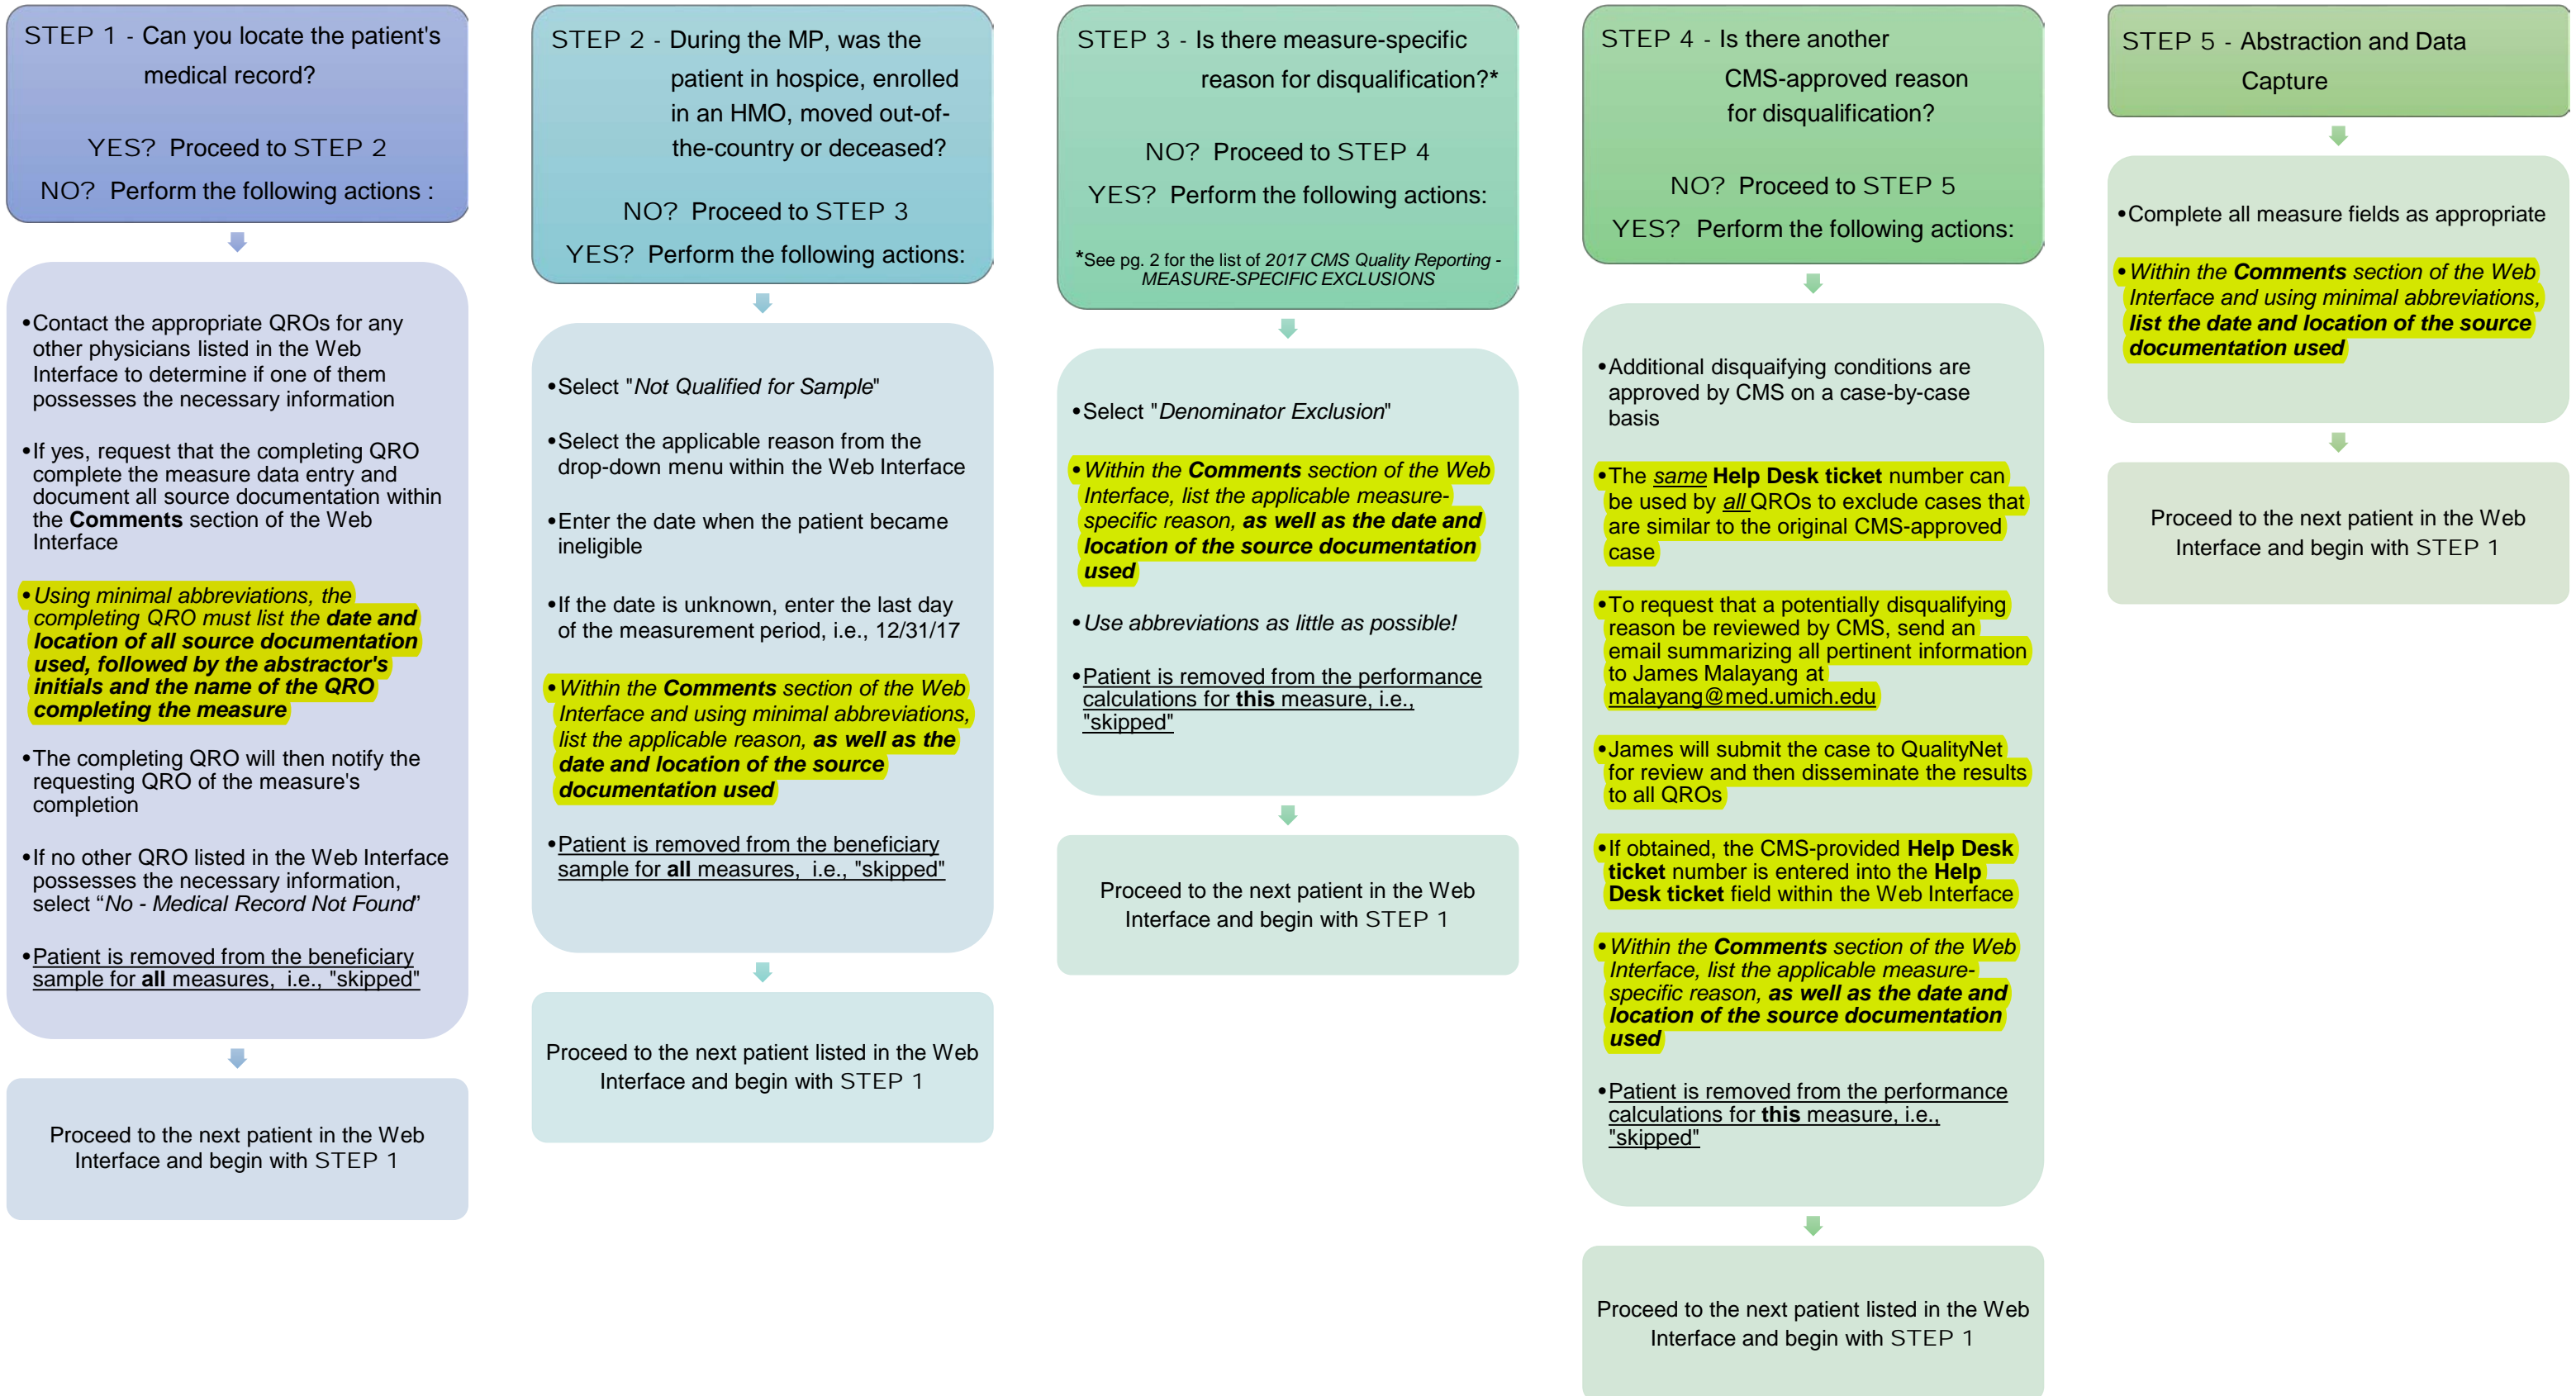 STEP 1 - Can you locate the patient's
medical record?
YES? Proceed to STEP 2
NO? Perform the following actions :
•Contact the appropriate QROs for any
other physicians listed in the Web
Interface to determine if one of them
possesses the necessary information
•If yes, request that the completing QRO
complete the measure data entry and
document all source documentation within
the Comments section of the Web
Interface
•Using minimal abbreviations, the
completing QRO must list the date and
location of all source documentation
used, followed by the abstractor's
initials and the name of the QRO
completing the measure
•The completing QRO will then notify the
requesting QRO of the measure's
completion
•If no other QRO listed in the Web Interface
possesses the necessary information,
select “No - Medical Record Not Found”
•Patient is removed from the beneficiary
sample for all measures, i.e., "skipped"
Proceed to the next patient in the Web
Interface and begin with STEP 1
STEP 2 - During the MP, was the
patient in hospice, enrolled
in an HMO, moved out-of-
the-country or deceased?
NO? Proceed to STEP 3
YES? Perform the following actions:
•Select "Not Qualified for Sample"
•Select the applicable reason from the
drop-down menu within the Web Interface
•Enter the date when the patient became
ineligible
•If the date is unknown, enter the last day
of the measurement period, i.e., 12/31/17
•Within the Comments section of the Web
Interface and using minimal abbreviations,
list the applicable reason, as well as the
date and location of the source
documentation used
•Patient is removed from the beneficiary
sample for all measures, i.e., "skipped"
Proceed to the next patient listed in the Web
Interface and begin with STEP 1
STEP 3 - Is there measure-specific
reason for disqualification?*
NO? Proceed to STEP 4
YES? Perform the following actions:
*See pg. 2 for the list of 2017 CMS Quality Reporting -
MEASURE-SPECIFIC EXCLUSIONS
•Select "Denominator Exclusion"
•Within the Comments section of the Web
Interface, list the applicable measure-
specific reason, as well as the date and
location of the source documentation
used
•Use abbreviations as little as possible!
•Patient is removed from the performance
calculations for this measure, i.e.,
"skipped"
Proceed to the next patient in the Web
Interface and begin with STEP 1
STEP 4 - Is there another
CMS-approved reason
for disqualification?
NO? Proceed to STEP 5
YES? Perform the following actions:
•Additional disquaifying conditions are
approved by CMS on a case-by-case
basis
•The same Help Desk ticket number can
be used by all QROs to exclude cases that
are similar to the original CMS-approved
case
•To request that a potentially disqualifying
reason be reviewed by CMS, send an
email summarizing all pertinent information
to James Malayang at
malayang@med.umich.edu
•James will submit the case to QualityNet
for review and then disseminate the results
to all QROs
•If obtained, the CMS-provided Help Desk
ticket number is entered into the Help
Desk ticket field within the Web Interface
•Within the Comments section of the Web
Interface, list the applicable measure-
specific reason, as well as the date and
location of the source documentation
used
•Patient is removed from the performance
calculations for this measure, i.e.,
"skipped"
Proceed to the next patient listed in the Web
Interface and begin with STEP 1
STEP 5 - Abstraction and Data
Capture
•Complete all measure fields as appropriate
•Within the Comments section of the Web
Interface and using minimal abbreviations,
list the date and location of the source
documentation used
Proceed to the next patient in the Web
Interface and begin with STEP 1